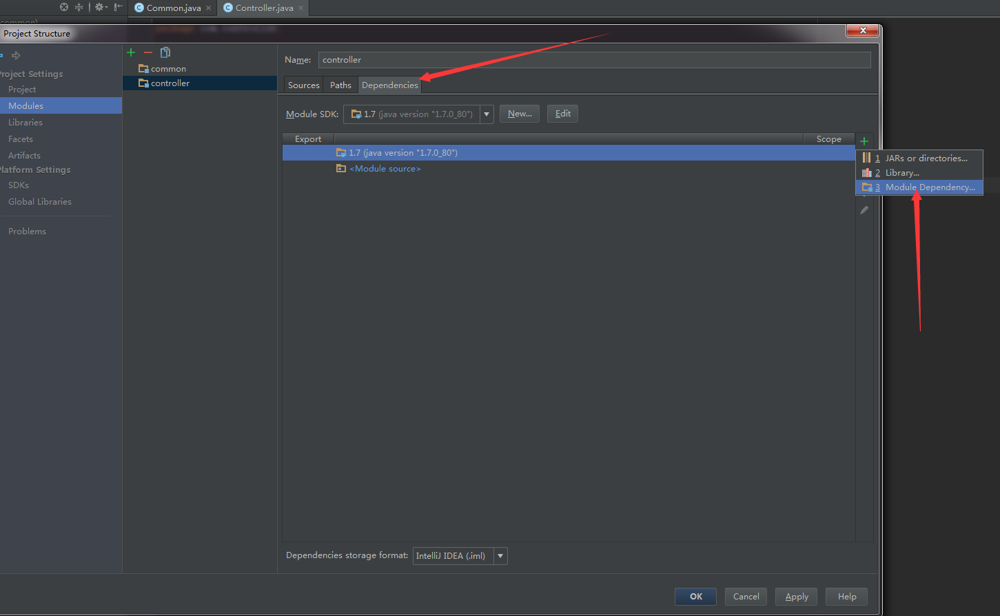 Common.java
Controller.java
common)
Project Structure
roject Settings
Project
Modules
Libraries
Facets
Artifacts
latform Settings
SDKs
Global Libraries
Problems
common
controller
Name: controller
Sources Paths Dependencies
Module SDK: 1.7 (java version "1.7.0_80") New... Edit
Export Scope
1.7 (java version "1.7.0_80")
<Module source>
1 JARs or directories...
2 Library...
3 Module Dependency...
Dependencies storage format: IntelliJ IDEA (.iml)
OK Cancel Apply Help